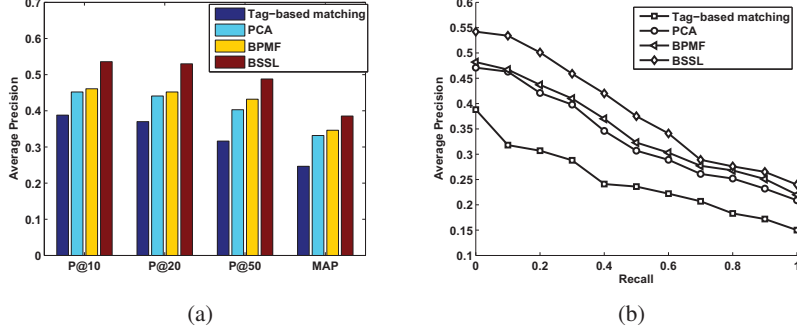 0.7
0.6
0.5
0.4
0.3
0.2
0.1
0
Average Precision
P@10 P@20 P@50 MAP
Tag-based matching
PCA
BPMF
BSSL
(a)
0.6
0.55
0.5
0.45
0.4
0.35
0.3
0.25
0.2
0.15
0.1
Average Precision
0 0.2 0.4 0.6 0.8 1
Recall
Tag-based matching
PCA
BPMF
BSSL
(b)